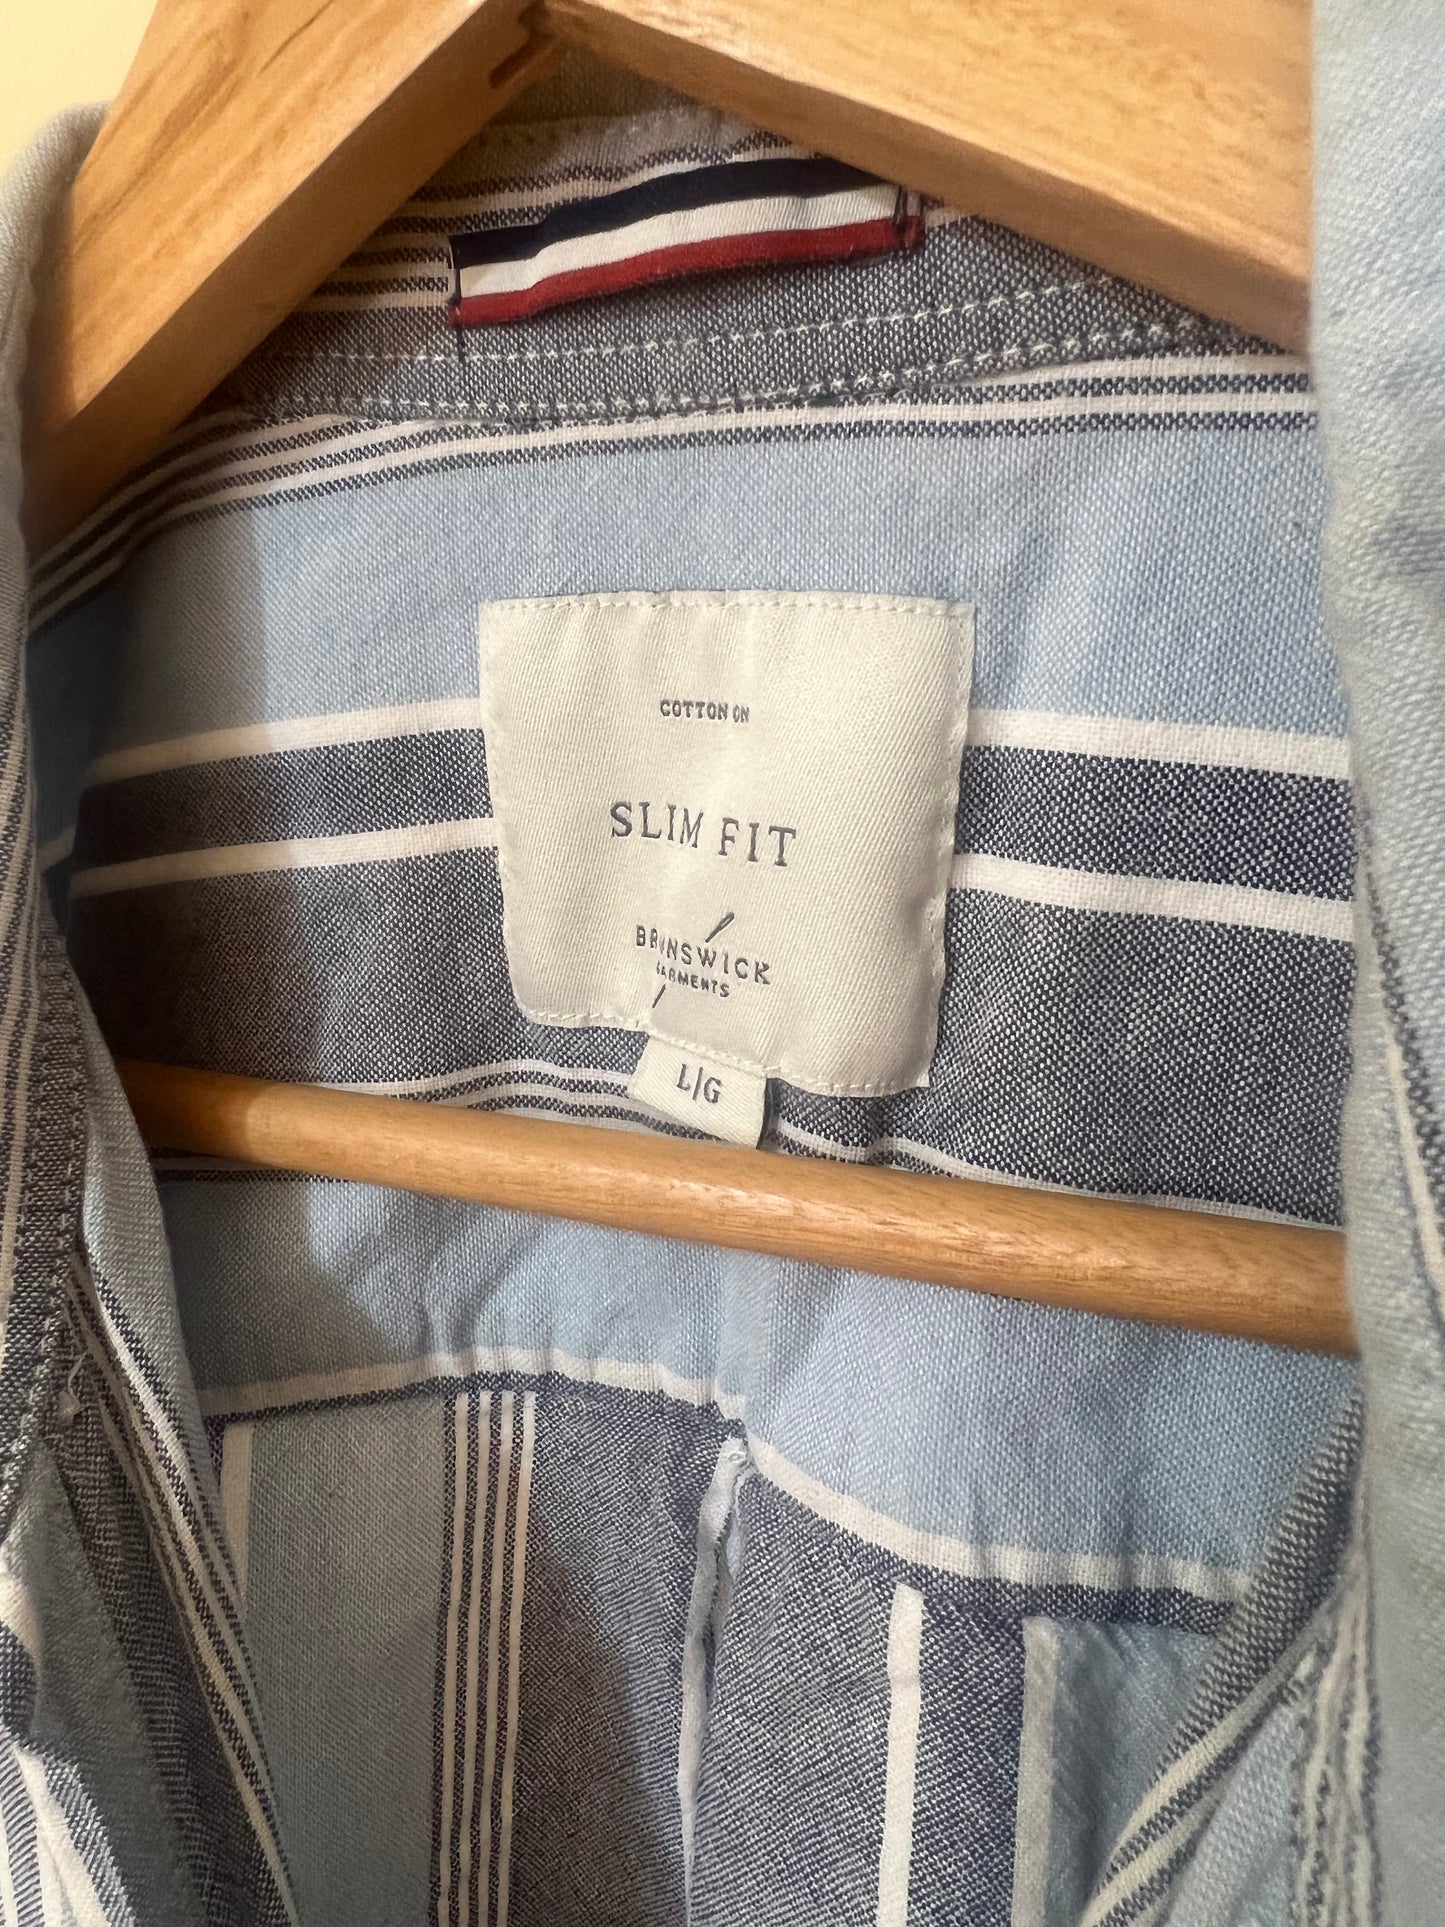 COTTON ON
SLIM FIT
BRUNSWICK
GARMENTS
L/G